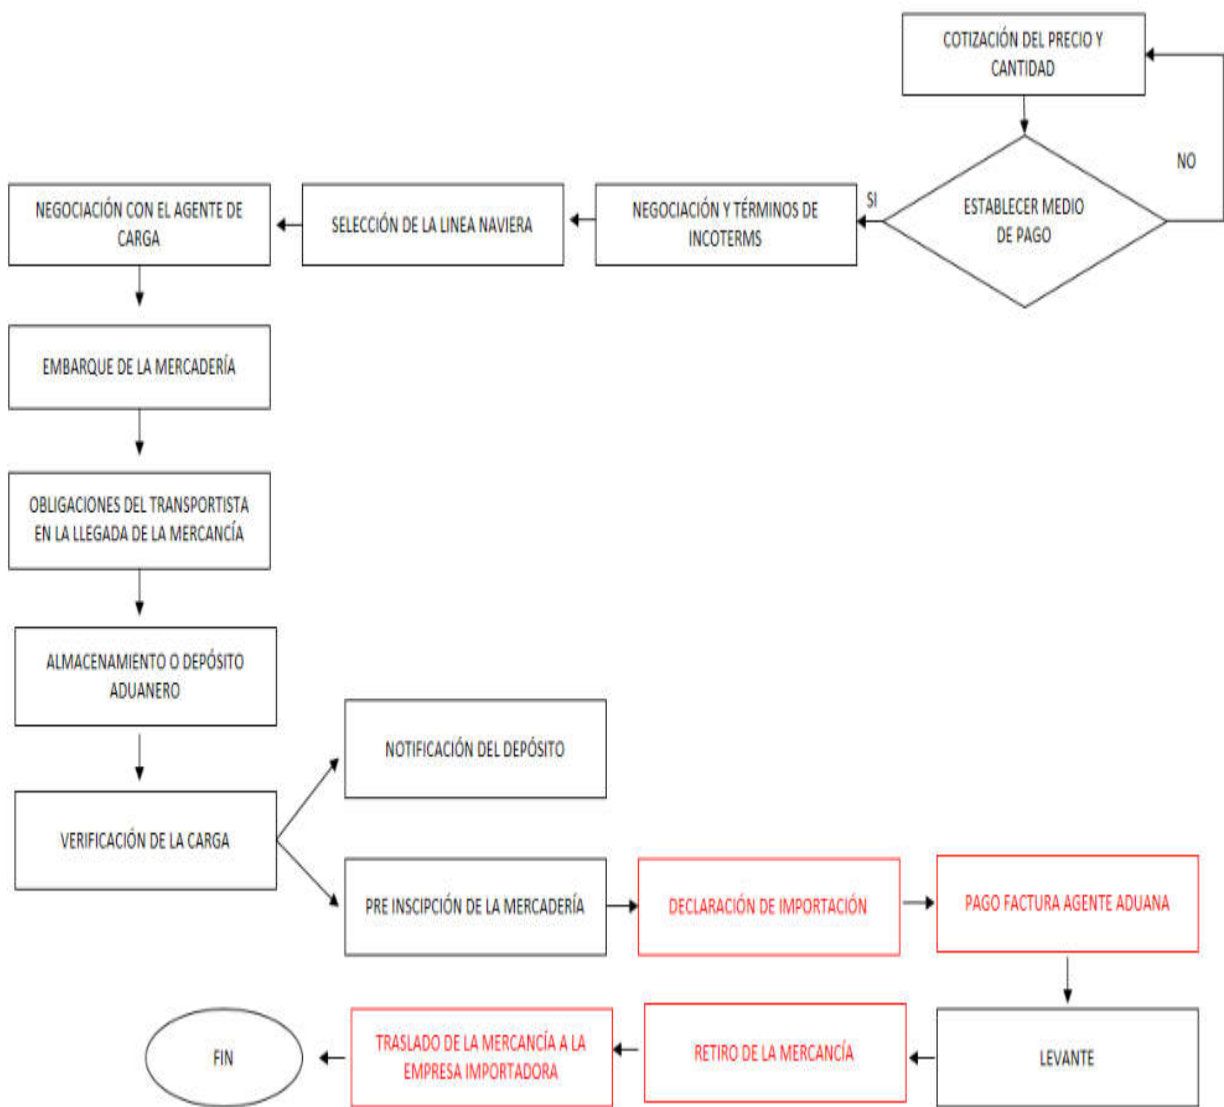 COTIZACIÓN DEL PRECIO Y
CANTIDAD
NO
ESTABLECER MEDIO
DE PAGO
SI
NEGOCIACIÓN Y TÉRMINOS DE
INCOTERMS
SELECCIÓN DE LA LINEA NAVIERA
NEGOCIACIÓN CON EL AGENTE DE
CARGA
EMBARQUE DE LA MERCADERÍA
OBLIGACIONES DEL TRANSPORTISTA
EN LA LLEGADA DE LA MERCANCÍA
ALMACENAMIENTO O DEPÓSITO
ADUANERO
VERIFICACIÓN DE LA CARGA
NOTIFICACIÓN DEL DEPÓSITO
PRE INSCIPCIÓN DE LA MERCADERÍA
DECLARACIÓN DE IMPORTACIÓN
PAGO FACTURA AGENTE ADUANA
LEVANTE
RETIRO DE LA MERCANCÍA
TRASLADO DE LA MERCANCÍA A LA
EMPRESA IMPORTADORA
FIN